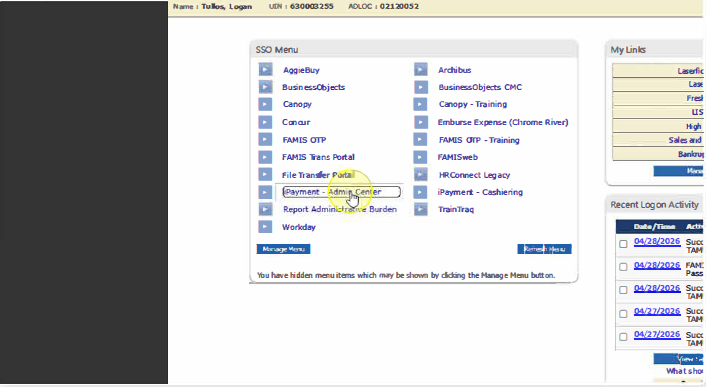 Name : Tullos, Logan UIN : 630003255 ADLOC : 02120052
SSO Menu
AggieBuy
Archibus
BusinessObjects
BusinessObjects CMC
Canopy
Canopy - Training
Concur
Emburse Expense (Chrome River)
FAMIS OTP
FAMIS OTP - Training
FAMIS Trans Portal
FAMISweb
File Transfer Portal
HRConnect Legacy
iPayment - Admin Center
iPayment - Cashiering
Report Administrative Burden
TrainTraq
Workday
Manage Menu
Refresh Menu
You have hidden menu items which may be shown by clicking the Manage Menu button.
My Links
Laserfic
Lase
Fresh
LIS
High
Sales and
Bankrup
Mana
Recent Logon Activity
Date/Time Acti
04/28/2026 Succ
TAM
04/28/2026 FAMI
Pass
04/28/2026 Succ
TAM
04/27/2026 Succ
TAM
04/27/2026 Succ
TAM
What shou